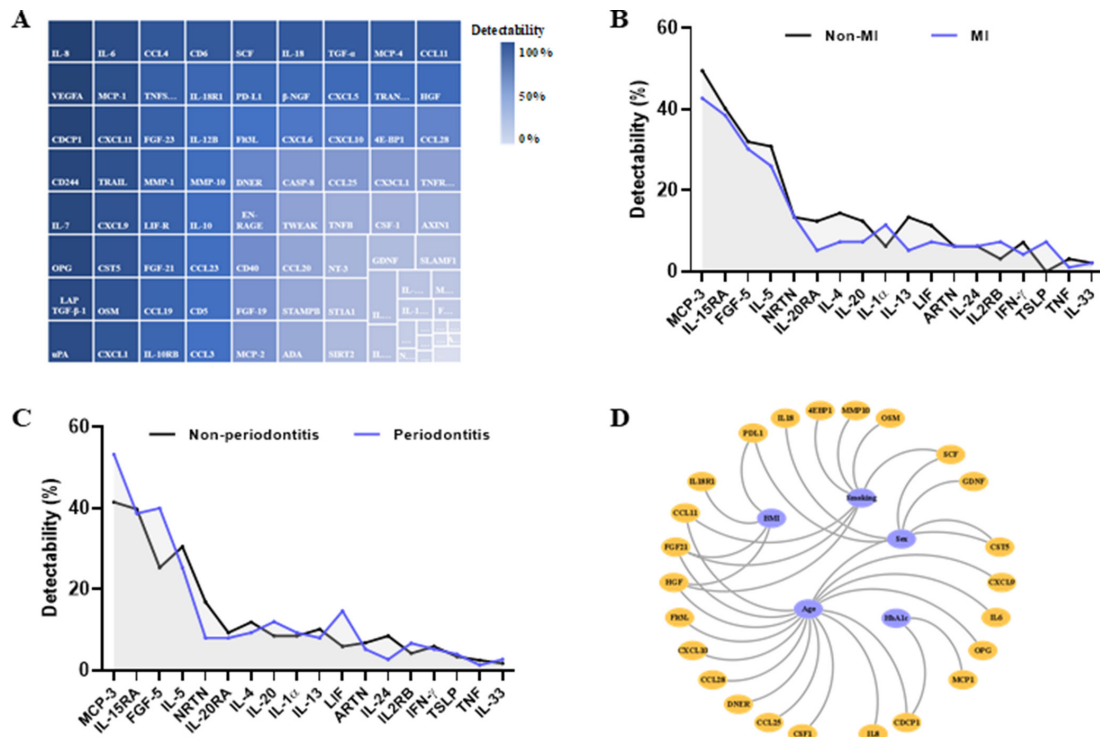 A
Detectability
100%
50%
0%
IL-8 IL-6 CCL4 CD6 SCF IL-18 TGF-α MCP-4 CCL11
VEGFA MCP-1 TNFS... IL-18R1 PD-L1 β-NGF CXCL5 TRAN... HGF
CDCP1 CXCL11 FGF-23 IL-12B Flt3L CXCL6 CXCL10 4E-BP1 CCL28
CD244 TRAIL MMP-1 MMP-10 DNER CASP-8 CCL25 CX3CL1 TNFR...
IL-7 CXCL9 LIF-R IL-10 EN-
RAGE TWEAK TNFB CSF-1 AXIN1
OPG CST5 FGF-21 CCL23 CD40 CCL20 NT-3 GDNF SLAMF1
LAP
TGF-β-1 OSM CCL19 CD5 FGF-19 STAMPB ST1A1 IL... IL-... M...
IL-1... F...
uPA CXCL1 IL-10RB CCL3 MCP-2 ADA SIRT2 IL... N...
B
Non-MI MI
Detectability (%)
60
40
20
0
MCP-3
IL-15RA
FGF-5
IL-5
NRTN
IL-20RA
IL-4
IL-20
IL-1α
IL-13
LIF
ARTN
IL-24
IL2RB
IFN-γ
TSLP
TNF
IL-33
C
Non-periodontitis Periodontitis
Detectability (%)
60
40
20
0
MCP-3
IL-15RA
FGF-5
IL-5
NRTN
IL-20RA
IL-4
IL-20
IL-1α
IL-13
LIF
ARTN
IL-24
IL2RB
IFN-γ
TSLP
TNF
IL-33
D
4EBP1
MMP10
IL18
OSM
PDL1
SCF
IL18R1
GDNF
Smoking
CCL11
BMI
Sex
FGF21
CST5
HGF
CXCL9
Age
HbA1c
Flt3L
IL6
CXCL10
OPG
CCL28
MCP1
DNER
CCL25
CDCP1
CSF1
IL8